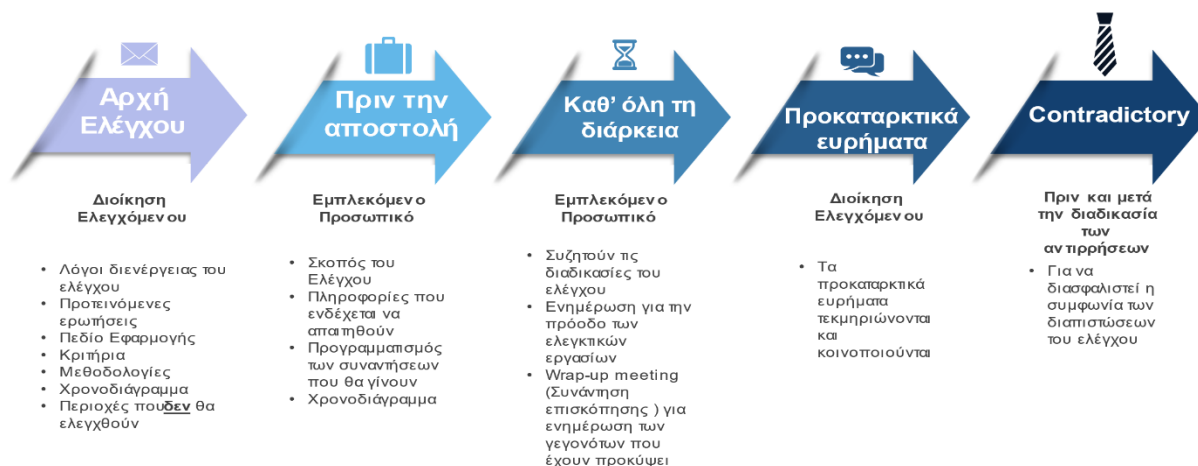 Αρχή
Ελέγχου
Διοίκηση
Ελεγχόμενου
• Λόγοι διενέργειας του
ελέγχου
• Προτεινόμενες
ερωτήσεις
• Πεδίο Εφαρμογής
• Κριτήρια
• Μεθοδολογίες
• Χρονοδιάγραμμα
• Περιοχές που δεν θα
ελεγχθούν
Πριν την
αποστολή
Εμπλεκόμενο
Προσωπικό
• Σκοπός του
Ελέγχου
• Πληροφορίες που
ενδέχεται να
απαιτηθούν
• Προγραμματισμός
των συναντήσεων
που θα γίνουν
• Χρονοδιάγραμμα
Καθ’ όλη τη
διάρκεια
Εμπλεκόμενο
Προσωπικό
• Συζητούν τις
διαδικασίες του
ελέγχου
• Ενημέρωση για την
πρόοδο των
ελεγκτικών
εργασιών
• Wrap-up meeting
(Συνάντηση
επισκόπησης ) για
ενημέρωση των
γεγονότων που
έχουν προκύψει
Προκαταρκτικά
ευρήματα
Διοίκηση
Ελεγχόμενου
• Τα
προκαταρκτικά
ευρήματα
τεκμηριώνονται
και
κοινοποιούνται
Contradictory
Πριν και μετά
την διαδικασία
των
αντιρρήσεων
• Για να
διασφαλιστεί η
συμφωνία των
διαπιστώσεων
του ελέγχου